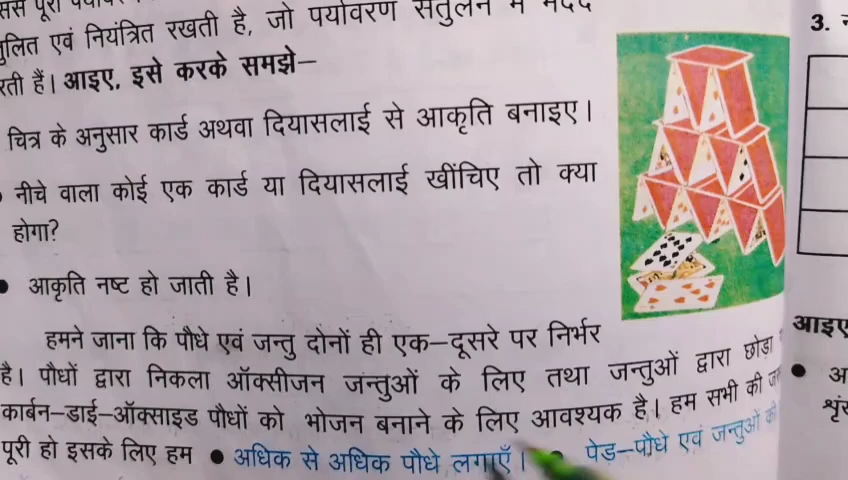 तुलित एवं नियंत्रित रखती है, जो पर्यावरण संतुलन में मदद
रती हैं। आइए, इसे करके समझे–
चित्र के अनुसार कार्ड अथवा दियासलाई से आकृति बनाइए।
नीचे वाला कोई एक कार्ड या दियासलाई खींचिए तो क्या
होगा?
• आकृति नष्ट हो जाती है।
हमने जाना कि पौधे एवं जन्तु दोनों ही एक–दूसरे पर निर्भर
है। पौधों द्वारा निकला ऑक्सीजन जन्तुओं के लिए तथा जन्तुओं द्वारा छोड़ा
कार्बन–डाई–ऑक्साइड पौधों को भोजन बनाने के लिए आवश्यक है। हम सभी की
पूरी हो इसके लिए हम • अधिक से अधिक पौधे लगाएँ। • पेड़–पौधे एवं जन्तुओं की
3.
आइए